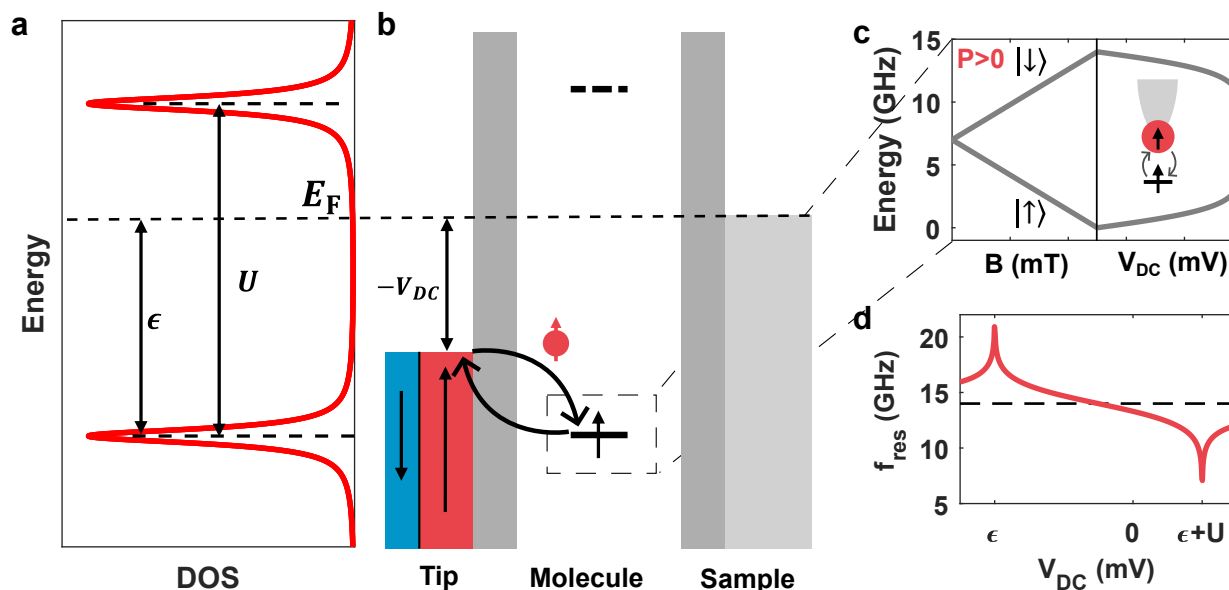 a
Energy
ϵ
U
E_F
DOS
b
−V_DC
Tip
Molecule
Sample
c
15
10
5
0
Energy (GHz)
P>0
|↓⟩
|↑⟩
B (mT)
V_DC (mV)
d
20
15
10
5
f_res (GHz)
ϵ
0
ϵ+U
V_DC (mV)